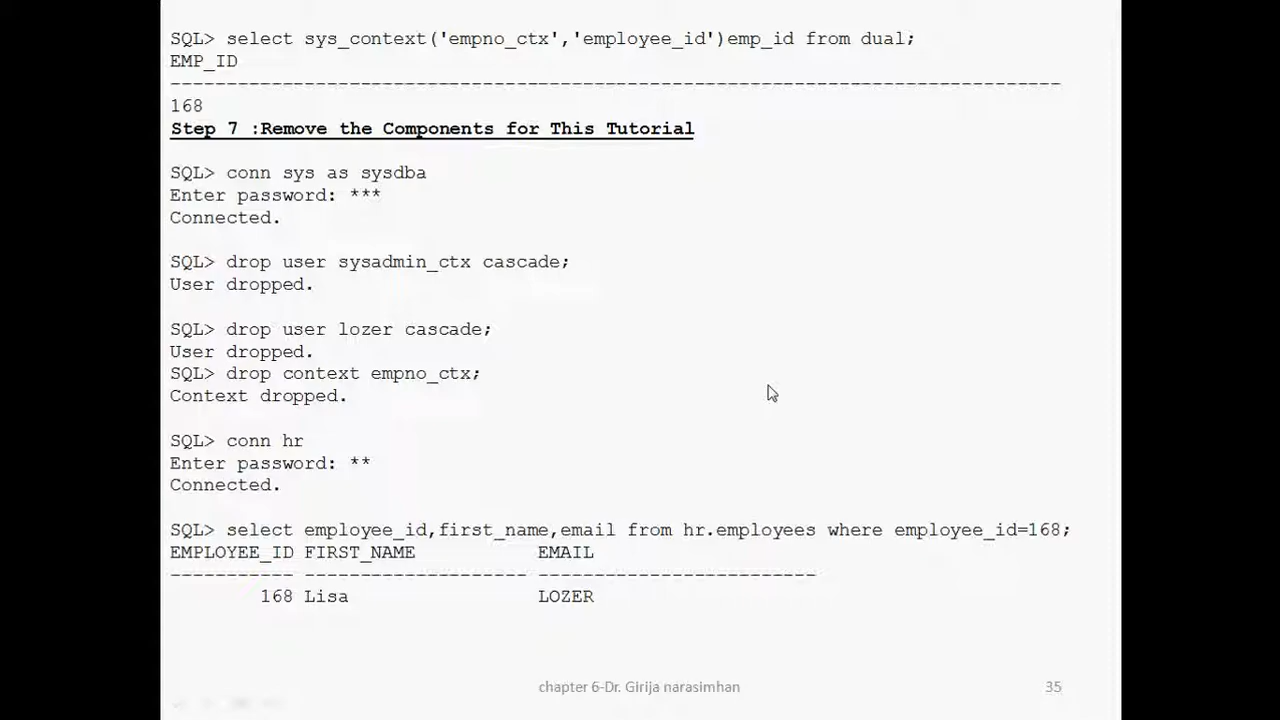 SQL> select sys_context('empno_ctx','employee_id')emp_id from dual;
EMP_ID
--------------------------------------------------------------------------------
168
Step 7 :Remove the Components for This Tutorial
SQL> conn sys as sysdba
Enter password: ***
Connected.
SQL> drop user sysadmin_ctx cascade;
User dropped.
SQL> drop user lozer cascade;
User dropped.
SQL> drop context empno_ctx;
Context dropped.
SQL> conn hr
Enter password: **
Connected.
SQL> select employee_id,first_name,email from hr.employees where employee_id=168;
EMPLOYEE_ID FIRST_NAME           EMAIL
----------- -------------------- -------------------------
        168 Lisa                 LOZER
chapter 6-Dr. Girija narasimhan 35